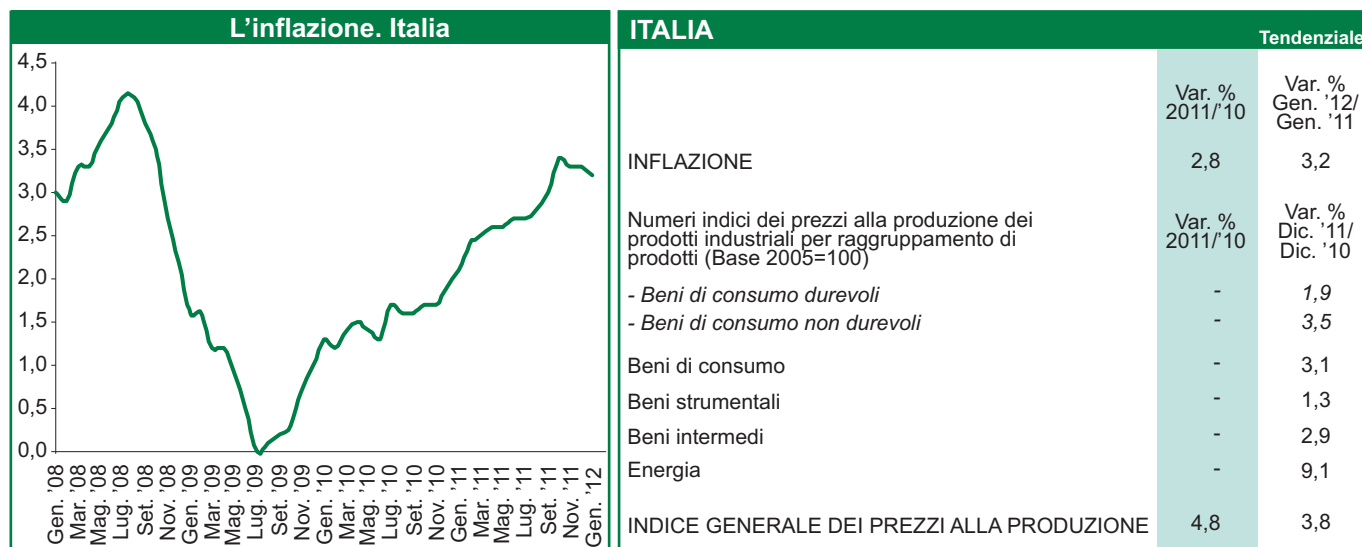 L'inflazione. Italia
4,5
4,0
3,5
3,0
2,5
2,0
1,5
1,0
0,5
0,0
Gen. '08
Mar. '08
Mag. '08
Lug. '08
Set. '08
Nov. '08
Gen. '09
Mar. '09
Mag. '09
Lug. '09
Set. '09
Nov. '09
Gen. '10
Mar. '10
Mag. '10
Lug. '10
Set. '10
Nov. '10
Gen. '11
Mar. '11
Mag. '11
Lug. '11
Set. '11
Nov. '11
Gen. '12
ITALIA
Tendenziale
Var. %
2011/'10
Var. %
Gen. '12/
Gen. '11
INFLAZIONE 2,8 3,2
Numeri indici dei prezzi alla produzione dei
prodotti industriali per raggruppamento di
prodotti (Base 2005=100)
Var. %
2011/'10
Var. %
Dic. '11/
Dic. '10
- Beni di consumo durevoli - 1,9
- Beni di consumo non durevoli - 3,5
Beni di consumo - 3,1
Beni strumentali - 1,3
Beni intermedi - 2,9
Energia - 9,1
INDICE GENERALE DEI PREZZI ALLA PRODUZIONE 4,8 3,8